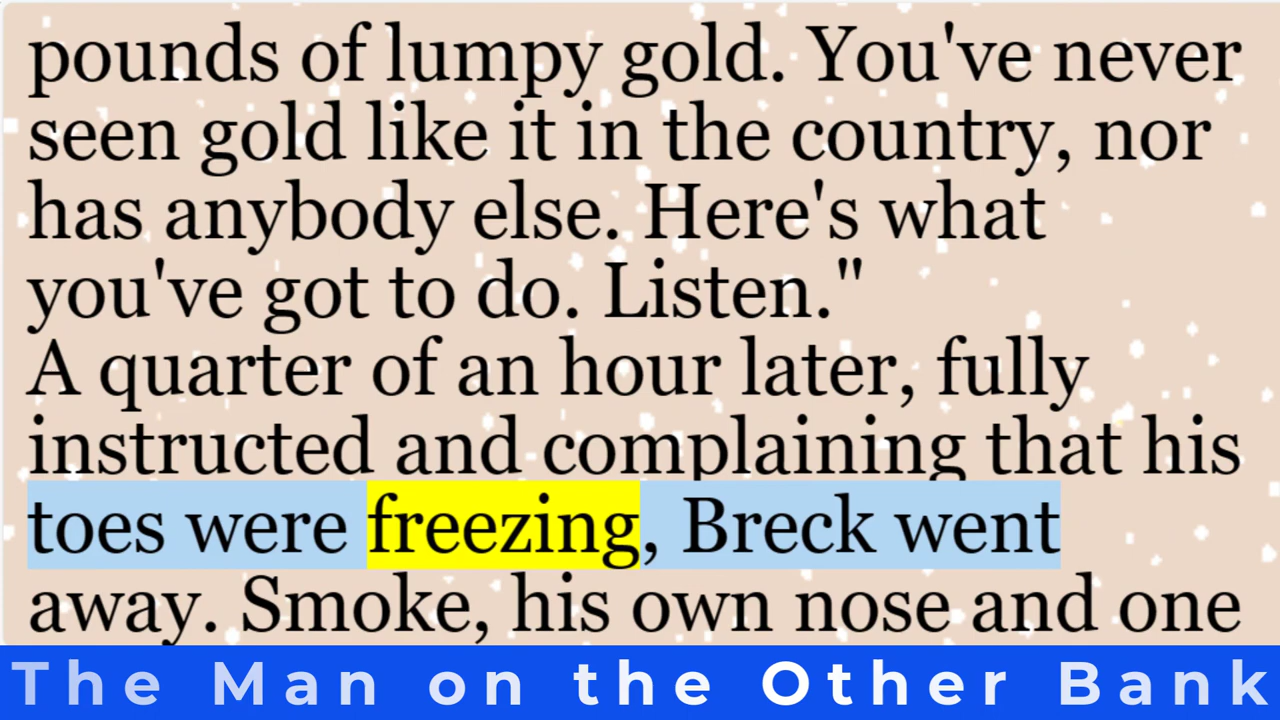 pounds of lumpy gold. You've never
seen gold like it in the country, nor
has anybody else. Here's what
you've got to do. Listen."
A quarter of an hour later, fully
instructed and complaining that his
toes were freezing, Breck went
away. Smoke, his own nose and one
The Man on the Other Bank